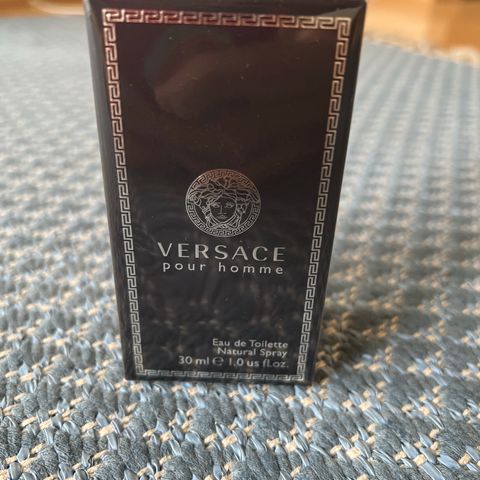 VERSACE
pour homme
Eau de Toilette
Natural Spray
30 ml ℮ 1.0 us fl.oz.